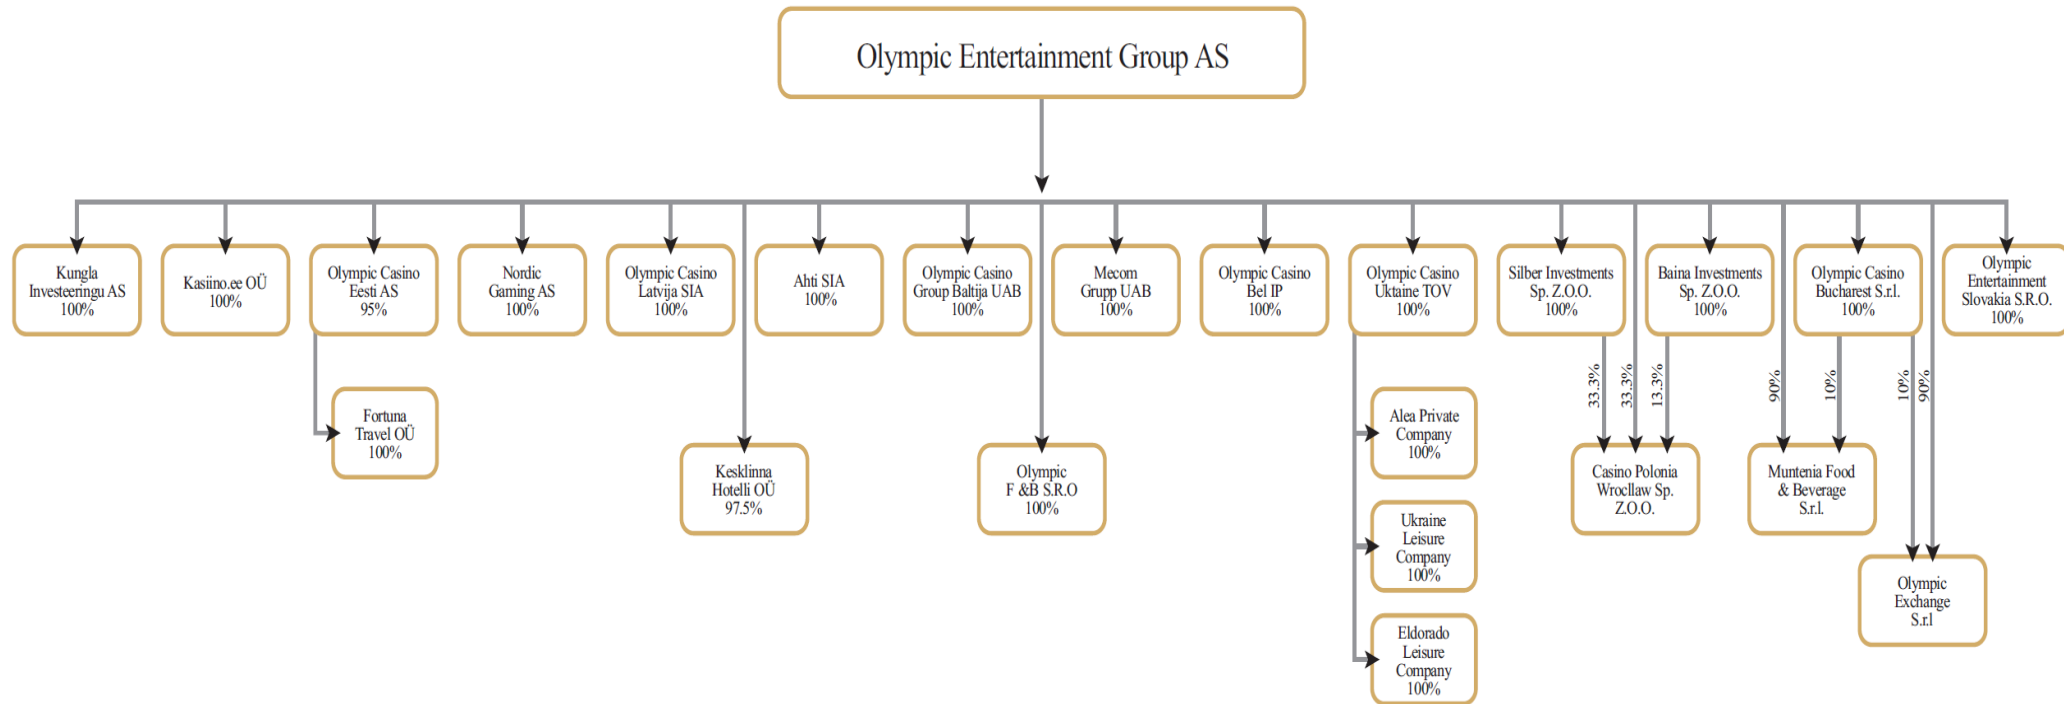 Olympic Entertainment Group AS
Kungla
Investeeringu AS
100%
Kasiino.ee OÜ
100%
Olympic Casino
Eesti AS
95%
Nordic
Gaming AS
100%
Olympic Casino
Latvija SIA
100%
Ahti SIA
100%
Olympic Casino
Group Baltija UAB
100%
Mecom
Grupp UAB
100%
Olympic Casino
Bel IP
100%
Olympic Casino
Uktaine TOV
100%
Silber Investments
Sp. Z.O.O.
100%
Baina Investments
Sp. Z.O.O.
100%
Olympic Casino
Bucharest S.r.l.
100%
Olympic
Entertainment
Slovakia S.R.O.
100%
33.3%
33.3%
13.3%
90%
10%
10%
90%
Fortuna
Travel OÜ
100%
Kesklinna
Hotelli OÜ
97.5%
Olympic
F &B S.R.O
100%
Alea Private
Company
100%
Ukraine
Leisure
Company
100%
Eldorado
Leisure
Company
100%
Casino Polonia
Wrocllaw Sp.
Z.O.O.
Muntenia Food
& Beverage
S.r.l.
Olympic
Exchange
S.r.l